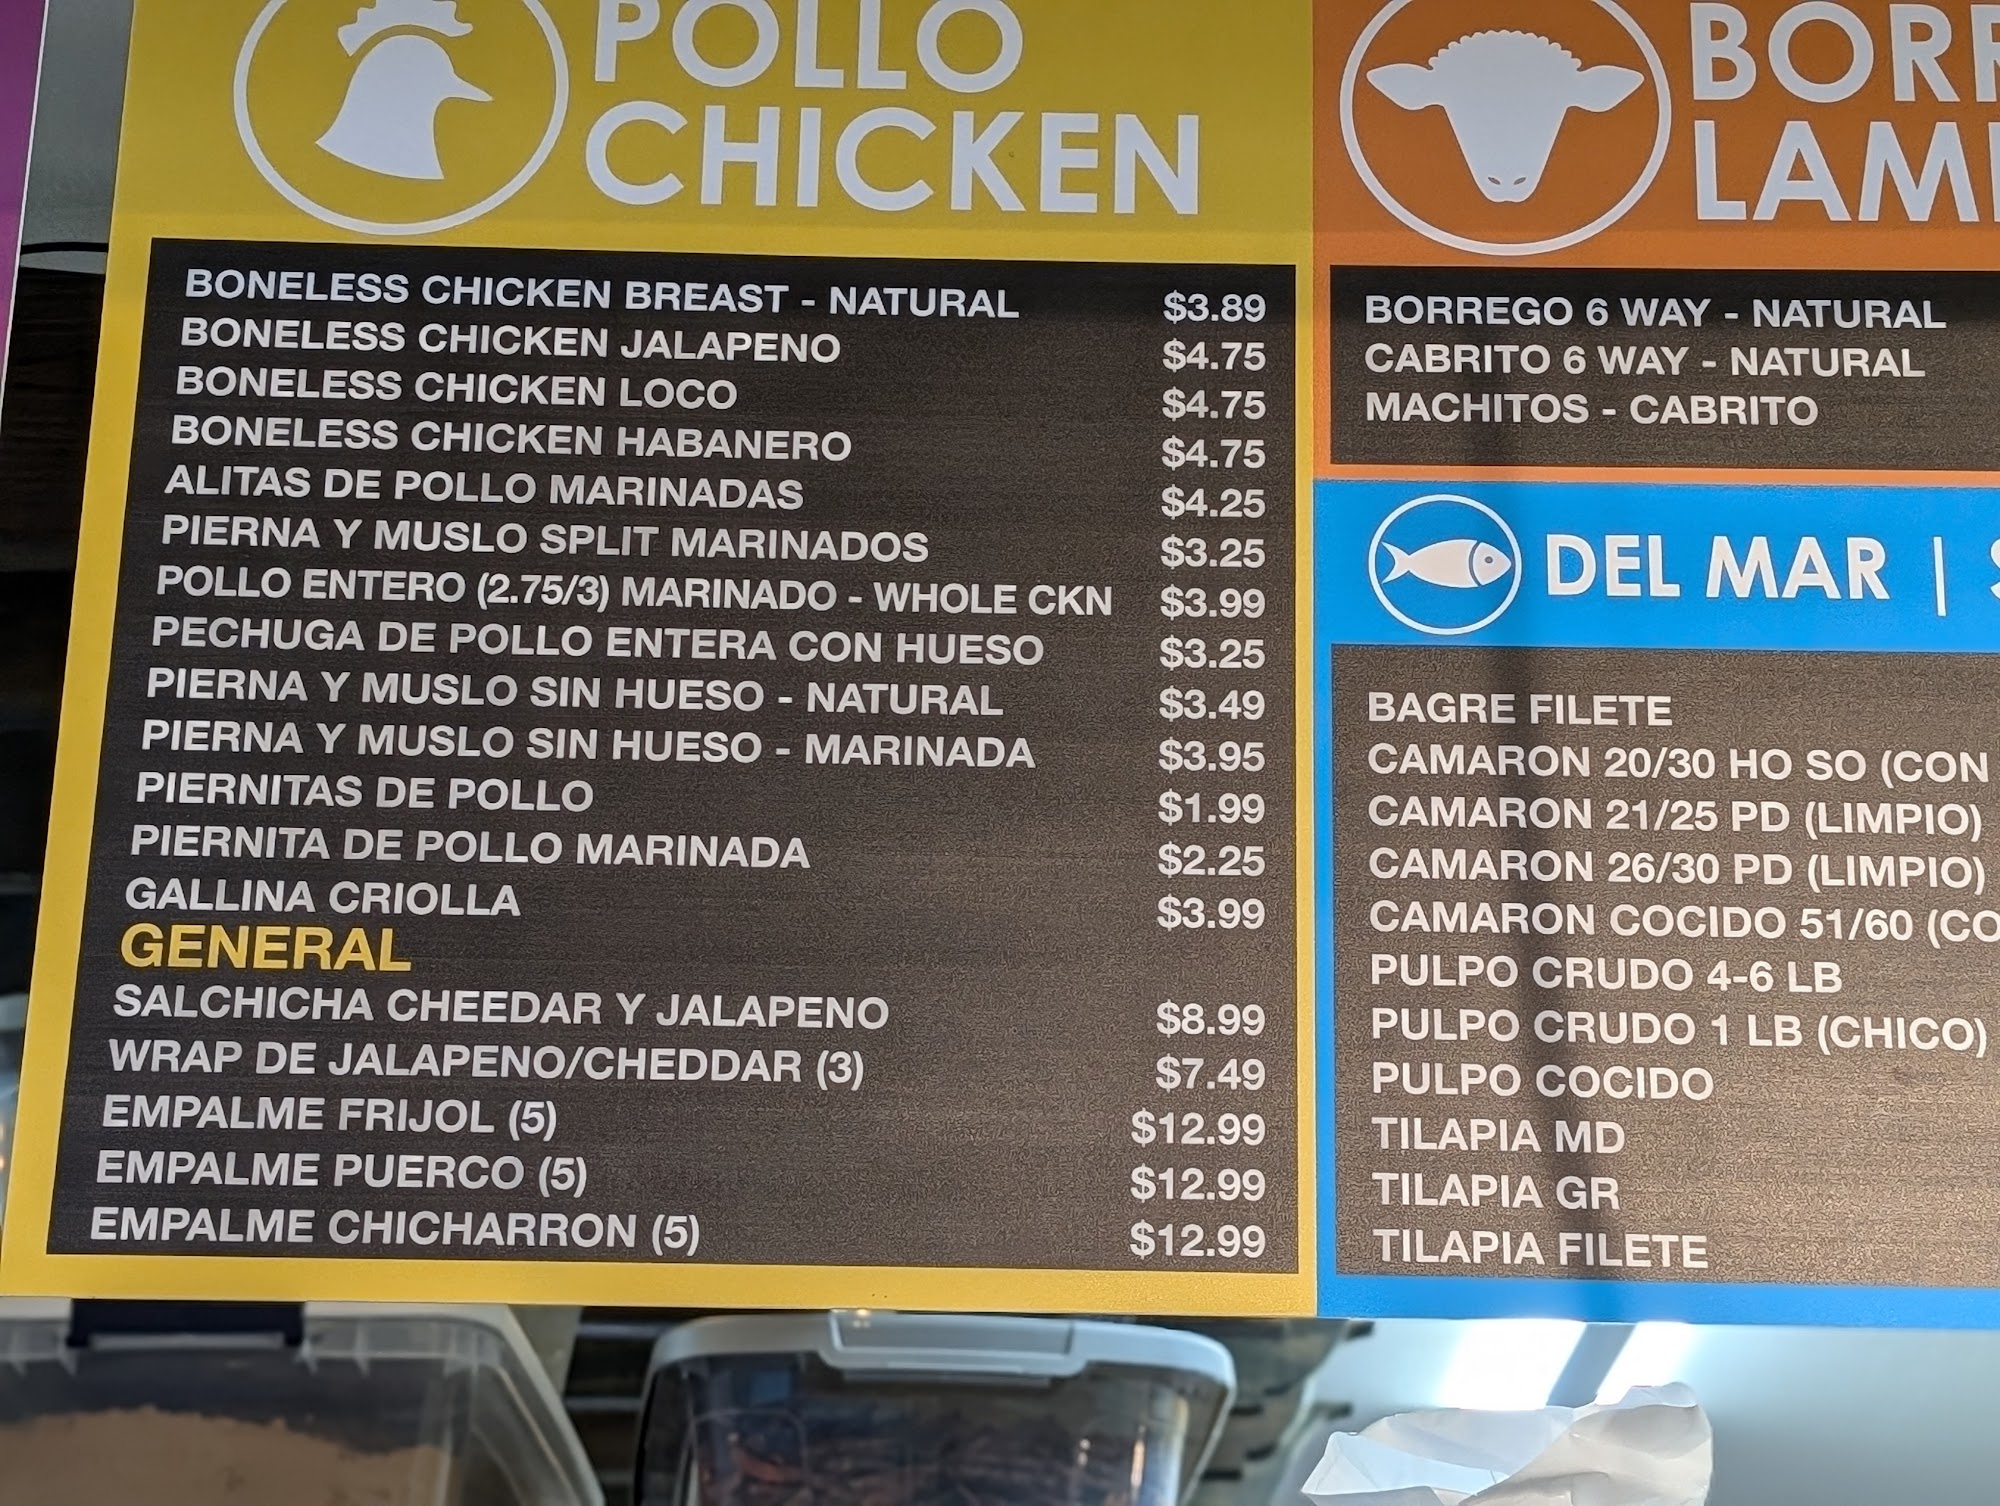 POLLO
CHICKEN
BONELESS CHICKEN BREAST - NATURAL $3.89
BONELESS CHICKEN JALAPENO $4.75
BONELESS CHICKEN LOCO $4.75
BONELESS CHICKEN HABANERO $4.75
ALITAS DE POLLO MARINADAS $4.25
PIERNA Y MUSLO SPLIT MARINADOS $3.25
POLLO ENTERO (2.75/3) MARINADO - WHOLE CKN $3.99
PECHUGA DE POLLO ENTERA CON HUESO $3.25
PIERNA Y MUSLO SIN HUESO - NATURAL $3.49
PIERNA Y MUSLO SIN HUESO - MARINADA $3.95
PIERNITAS DE POLLO $1.99
PIERNITA DE POLLO MARINADA $2.25
GALLINA CRIOLLA $3.99
GENERAL
SALCHICHA CHEEDAR Y JALAPENO $8.99
WRAP DE JALAPENO/CHEDDAR (3) $7.49
EMPALME FRIJOL (5) $12.99
EMPALME PUERCO (5) $12.99
EMPALME CHICHARRON (5) $12.99
BORREGO 6 WAY - NATURAL
CABRITO 6 WAY - NATURAL
MACHITOS - CABRITO
DEL MAR |
BAGRE FILETE
CAMARON 20/30 HO SO (CON
CAMARON 21/25 PD (LIMPIO)
CAMARON 26/30 PD (LIMPIO)
CAMARON COCIDO 51/60
PULPO CRUDO 4-6 LB
PULPO CRUDO 1 LB (CHICO)
PULPO COCIDO
TILAPIA MD
TILAPIA GR
TILAPIA FILETE